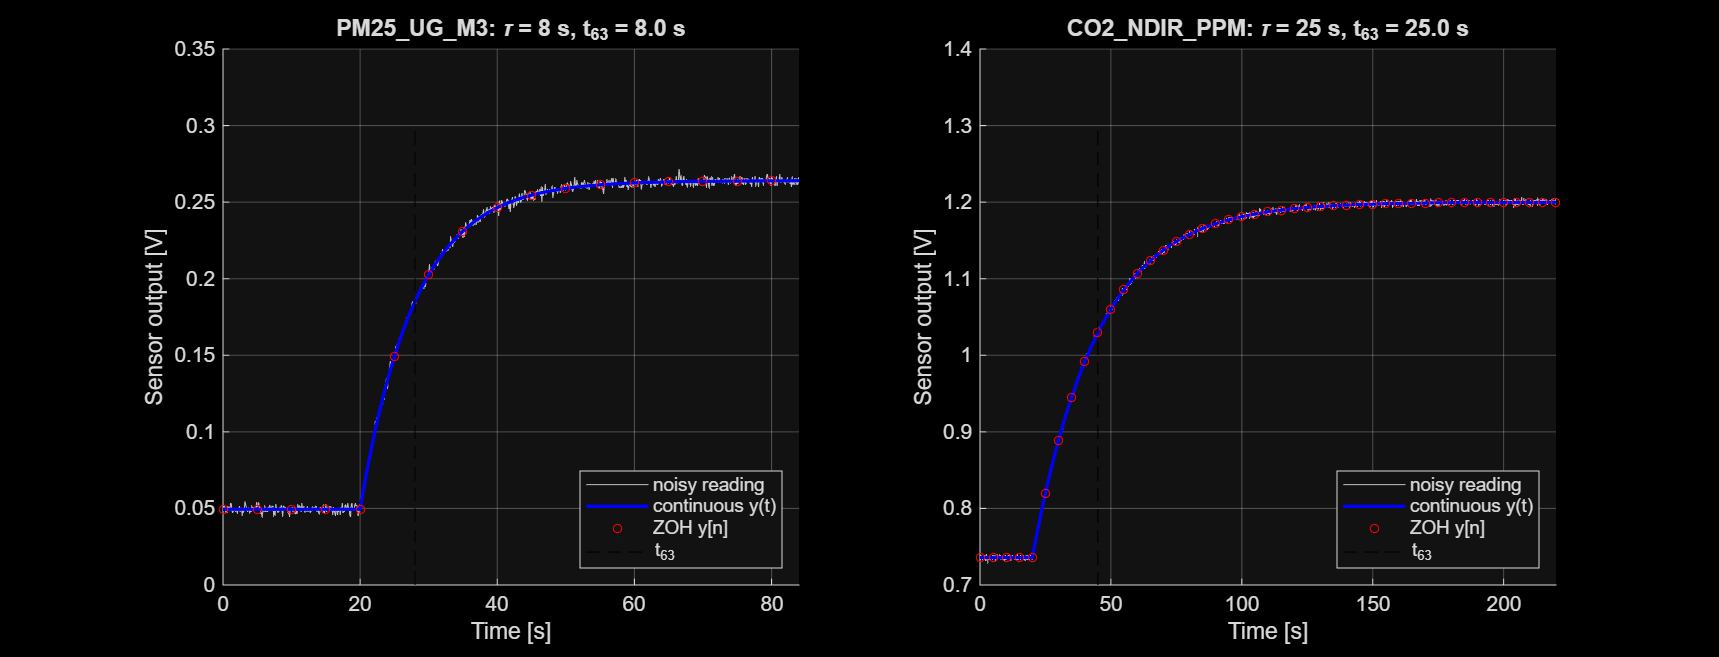 PM25_UG_M3: τ = 8 s, t63 = 8.0 s
0.35
0.3
0.25
0.2
0.15
0.1
0.05
0
Sensor output [V]
0 20 40 60 80
Time [s]
noisy reading
continuous y(t)
ZOH y[n]
t63
CO2_NDIR_PPM: τ = 25 s, t63 = 25.0 s
1.4
1.3
1.2
1.1
1
0.9
0.8
0.7
Sensor output [V]
0 50 100 150 200
Time [s]
noisy reading
continuous y(t)
ZOH y[n]
t63